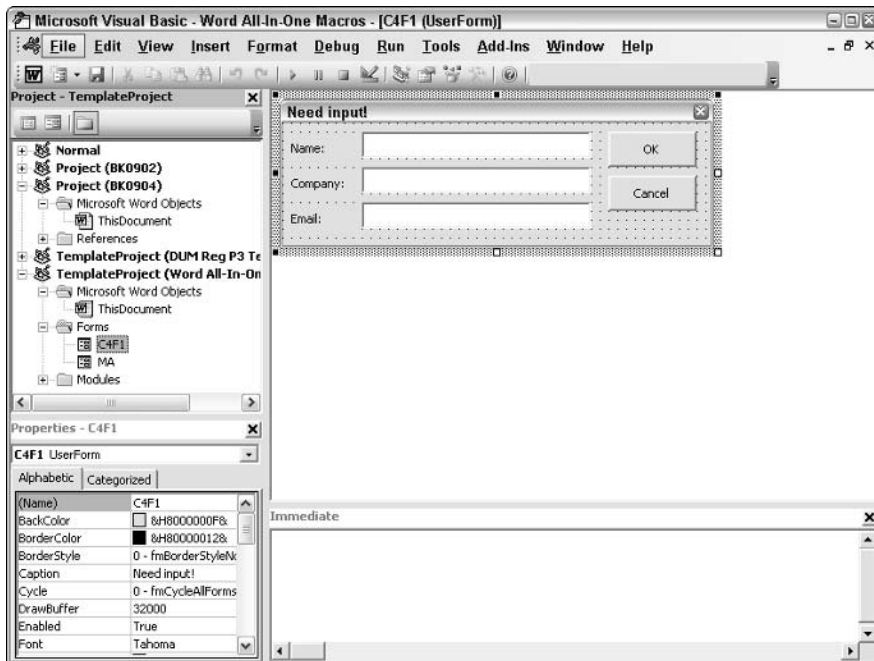 Microsoft Visual Basic - Word All-In-One Macros - [C4F1 (UserForm)]
File Edit View Insert Format Debug Run Tools Add-Ins Window Help
Project - TemplateProject
Normal
Project (BK0902)
Project (BK0904)
Microsoft Word Objects
ThisDocument
References
TemplateProject (DUM Reg P3 Te
TemplateProject (Word All-In-On
Microsoft Word Objects
ThisDocument
Forms
C4F1
MA
Modules
Need input!
Name:
OK
Company:
Cancel
Email:
Properties - C4F1
C4F1 UserForm
Alphabetic Categorized
(Name) C4F1
BackColor &H8000000F&
BorderColor &H80000012&
BorderStyle 0 - fmBorderStyleNo
Caption Need input!
Cycle 0 - fmCycleAllForms
DrawBuffer 32000
Enabled True
Font Tahoma
Immediate